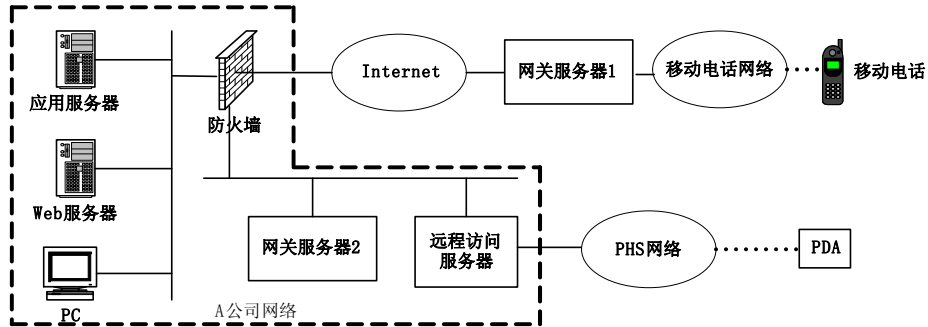 应用服务器
防火墙
Internet
网关服务器1
移动电话网络
移动电话
Web服务器
网关服务器2
远程访问
服务器
PHS网络
PDA
PC
A公司网络